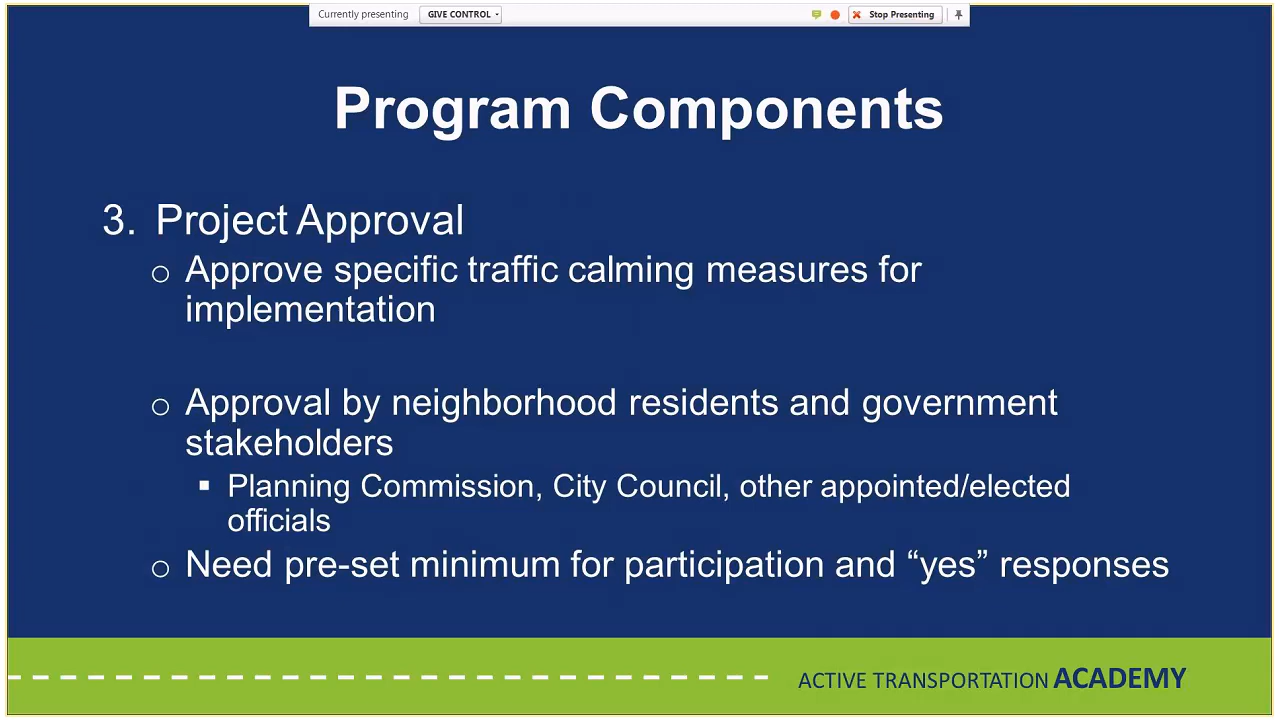 Currently presenting GIVE CONTROL Stop Presenting
Program Components
3. Project Approval
o Approve specific traffic calming measures for
implementation
o Approval by neighborhood residents and government
stakeholders
▪ Planning Commission, City Council, other appointed/elected
officials
o Need pre-set minimum for participation and “yes” responses
ACTIVE TRANSPORTATION ACADEMY